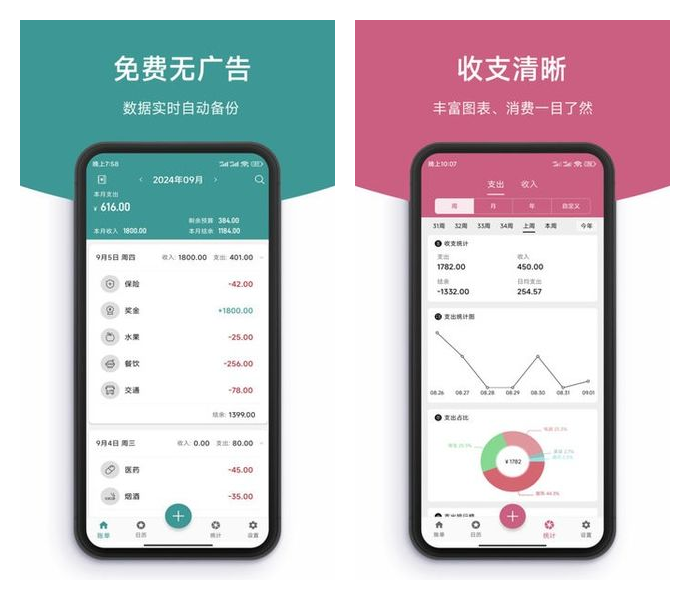 免费无广告
数据实时自动备份
晚上7:58
2024年09月
本月支出
¥ 616.00
剩余预算 384.00
本月收入 1800.00 本月结余 1184.00
9月5日 周四 收入: 1800.00 支出: 401.00
保险 -42.00
奖金 +1800.00
水果 -25.00
餐饮 -256.00
交通 -78.00
结余: 1399.00
9月4日 周三 收入: 0.00 支出: 80.00
医药 -45.00
烟酒 -35.00
账单 日历 统计 设置
收支清晰
丰富图表、消费一目了然
晚上10:07
支出 收入
周 月 年 自定义
31周 32周 33周 34周 上周 本周 今年
收支统计
支出 收入
1782.00 450.00
结余 日均支出
-1332.00 254.57
支出统计图
08.26 08.27 08.28 08.29 08.30 08.31 09.01
支出占比
¥ 1782
支出排行榜
账单 日历 统计 设置